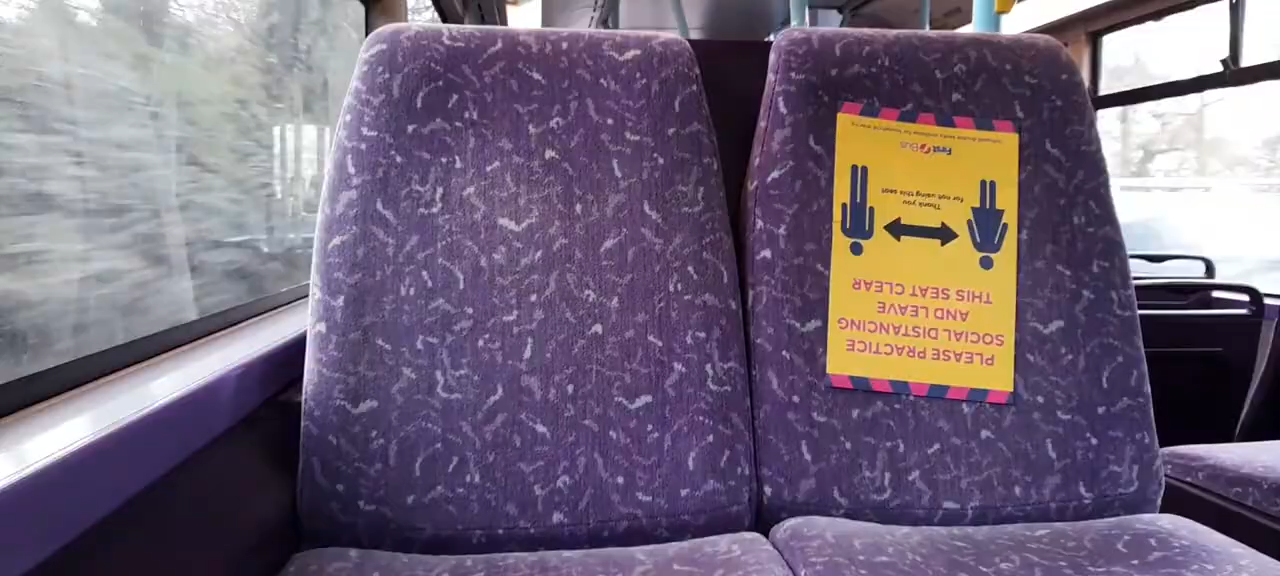 PLEASE PRACTICE
SOCIAL DISTANCING
AND LEAVE
THIS SEAT CLEAR
Thank you
for not using this seat
First Bus